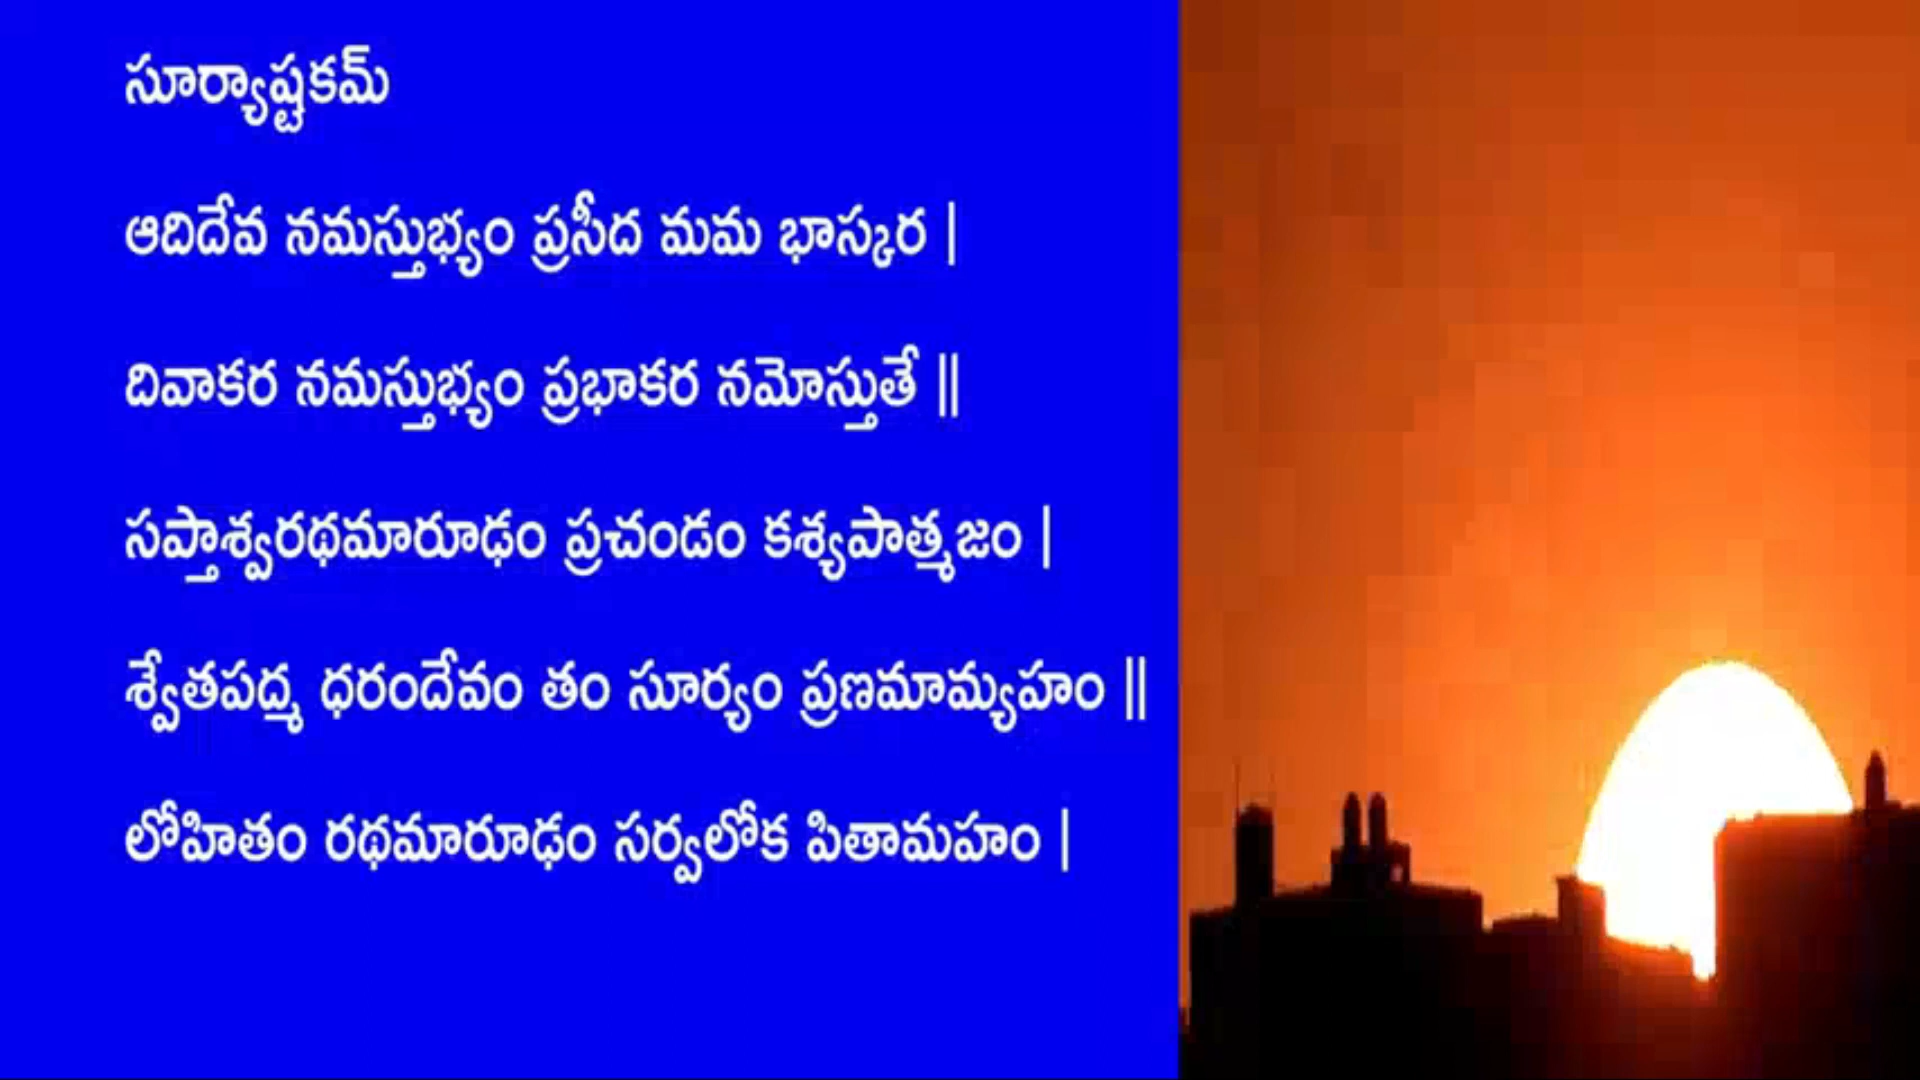 సూర్యాష్టకమ్
ఆదిదేవ నమస్తుభ్యం ప్రసీద మమ భాస్కర |
దివాకర నమస్తుభ్యం ప్రభాకర నమోస్తుతే ||
సప్తాశ్వరథమారూఢం ప్రచండం కశ్యపాత్మజం |
శ్వేతపద్మ ధరందేవం తం సూర్యం ప్రణమామ్యహం ||
లోహితం రథమారూఢం సర్వలోక పితామహం |